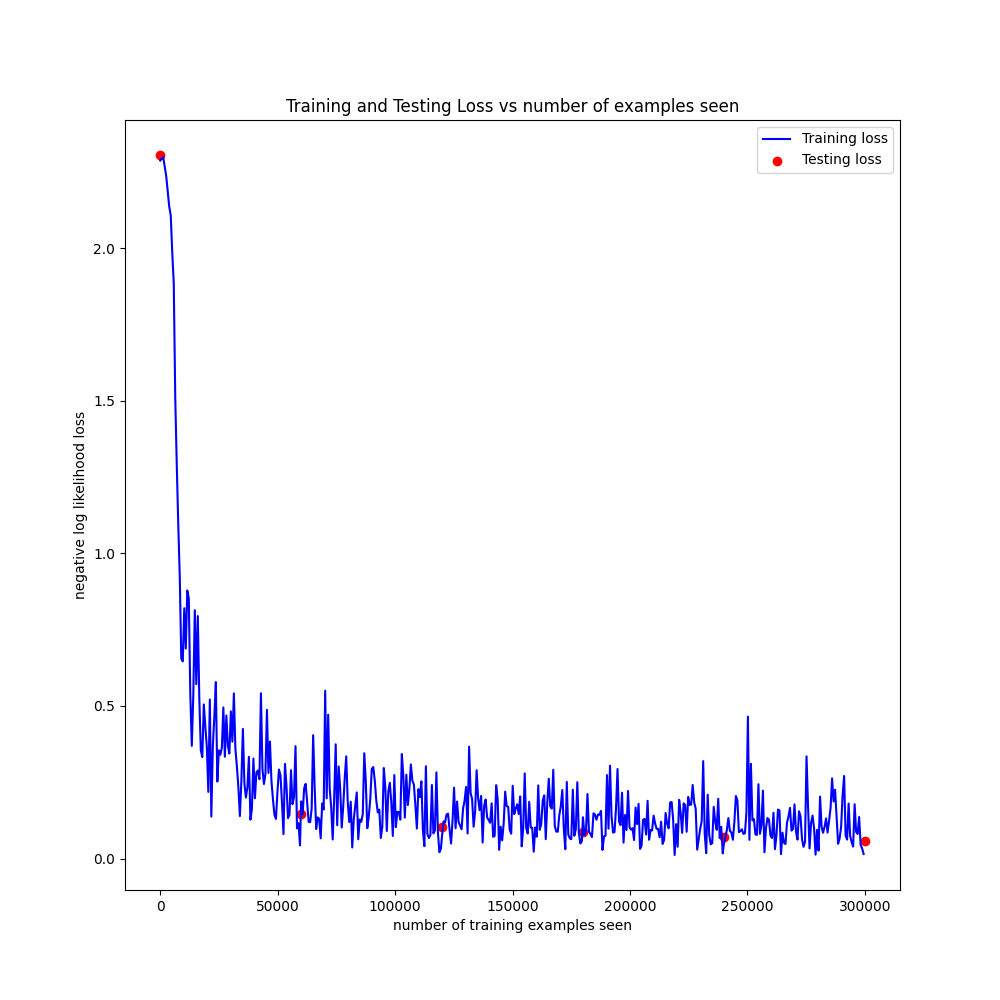 Training and Testing Loss vs number of examples seen
Training loss
Testing loss
negative log likelihood loss
2.0
1.5
1.0
0.5
0.0
0 50000 100000 150000 200000 250000 300000
number of training examples seen